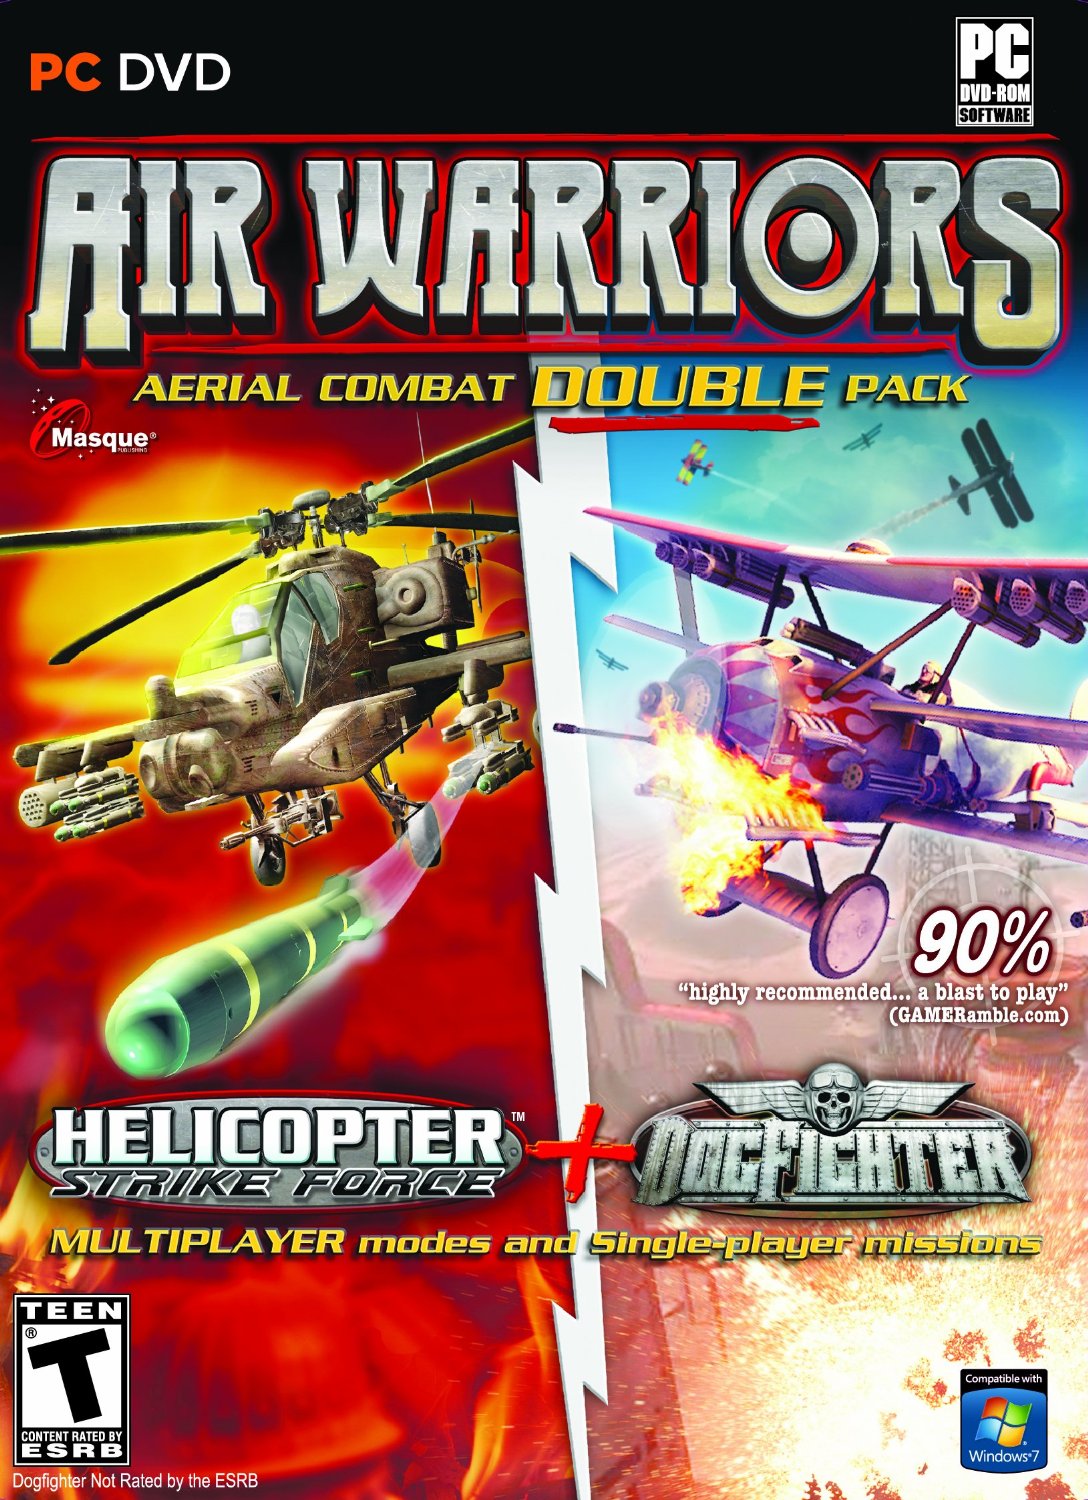 PC DVD
PC
DVD-ROM
SOFTWARE
AIR WARRIORS
AERIAL COMBAT DOUBLE PACK
Masque®
PUBLISHING
90%
“highly recommended... a blast to play”
(GAMERamble.com)
HELICOPTER™
STRIKE FORCE
+
DOGFIGHTER
MULTIPLAYER modes and Single-player missions
TEEN
T®
CONTENT RATED BY
ESRB
Dogfighter Not Rated by the ESRB
Compatible with
Windows®7